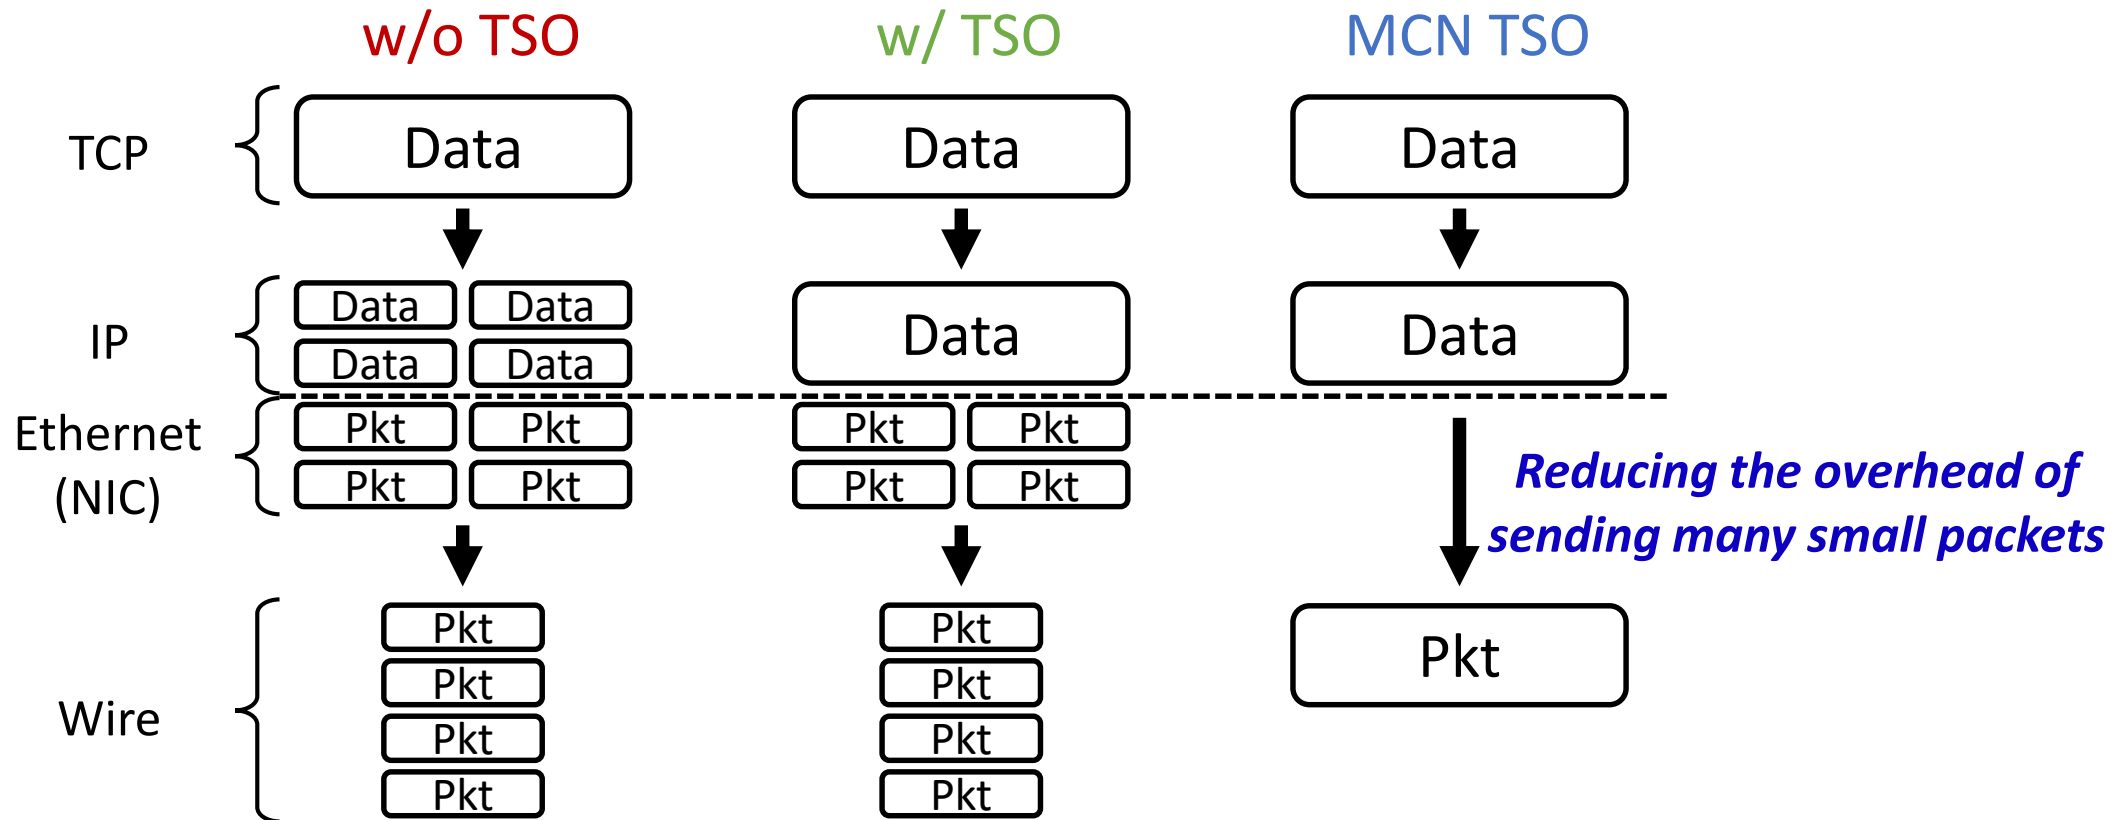 w/o TSO w/ TSO MCN TSO
TCP Data Data Data
Data Data
IP Data Data
Data Data
Pkt Pkt Pkt Pkt
Ethernet
(NIC) Pkt Pkt Pkt Pkt
Reducing the overhead of
sending many small packets
Pkt Pkt
Pkt Pkt Pkt
Wire Pkt Pkt
Pkt Pkt